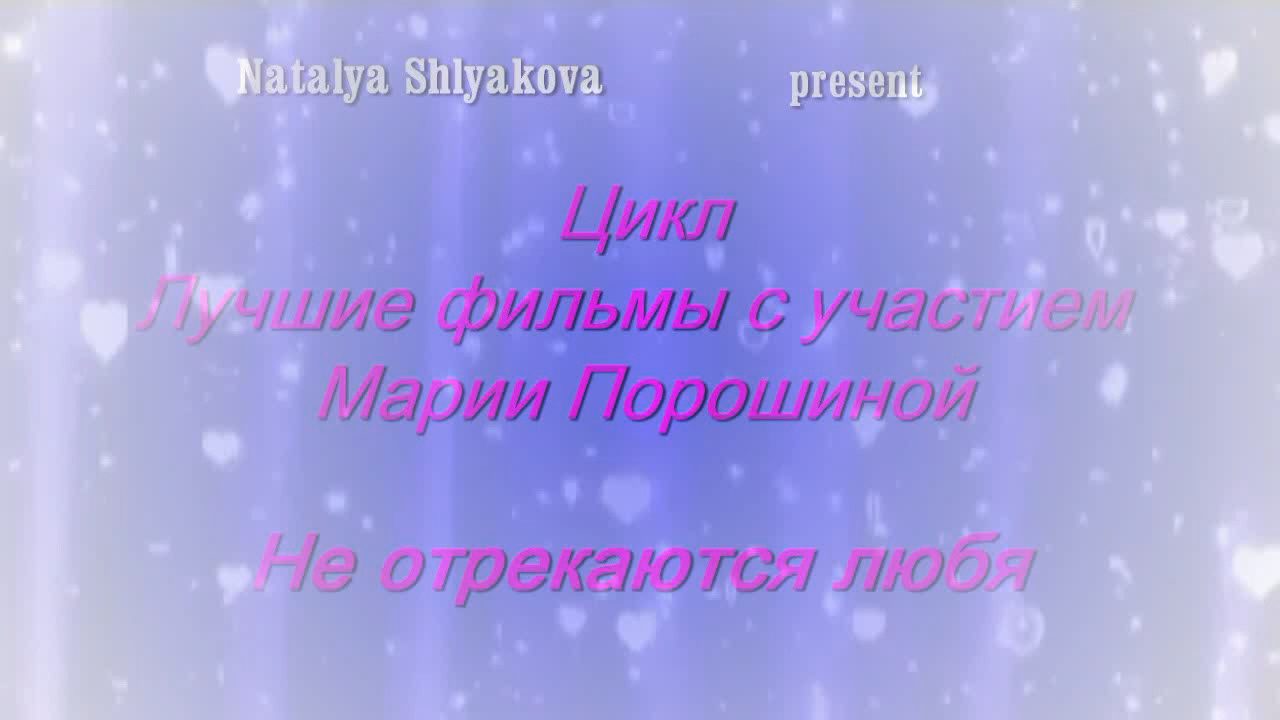 Natalya Shlyakova present
Цикл
Лучшие фильмы с участием
Марии Порошиной
Не отрекаются любя